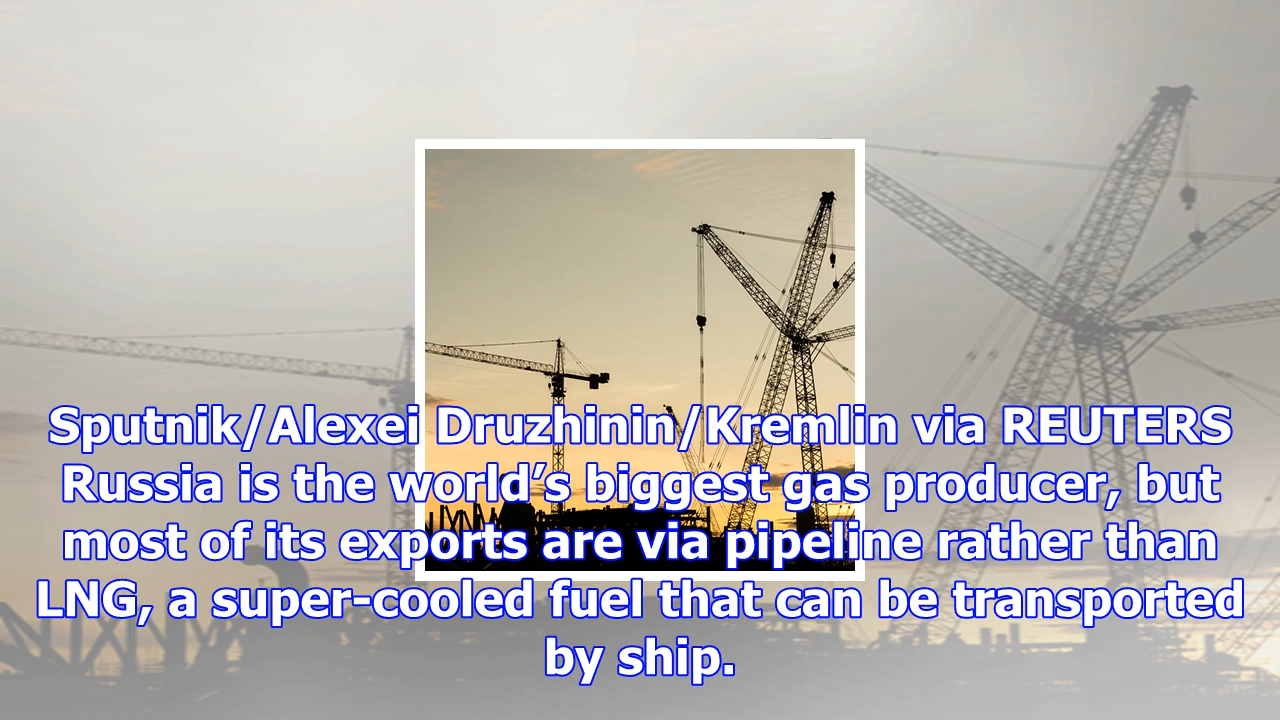 Sputnik/Alexei Druzhinin/Kremlin via REUTERS
Russia is the world’s biggest gas producer, but
most of its exports are via pipeline rather than
LNG, a super-cooled fuel that can be transported
by ship.